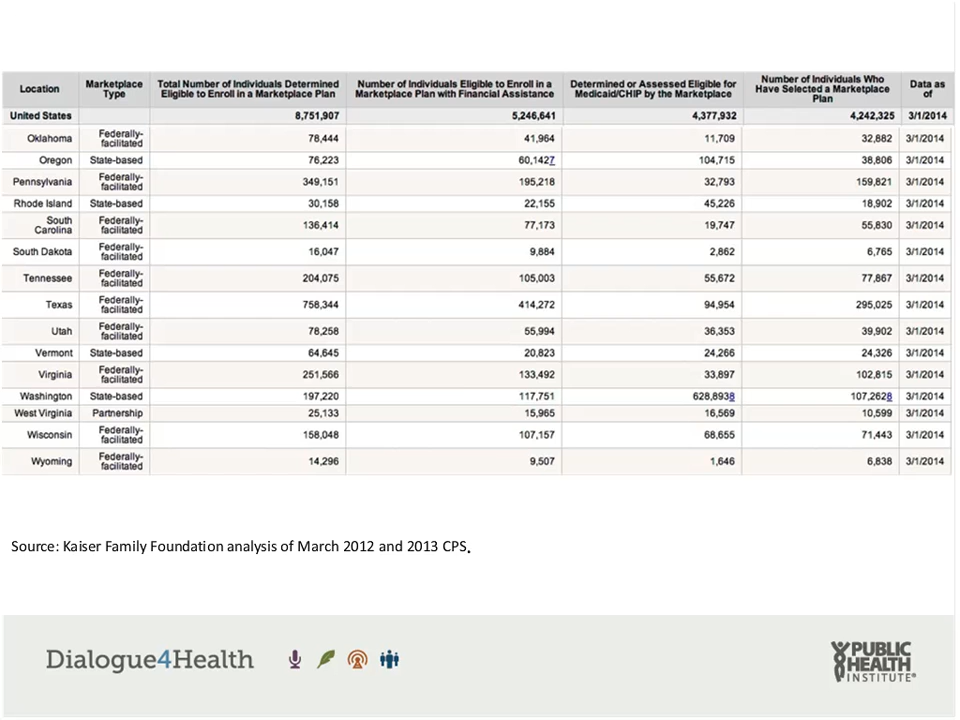 Location Marketplace Type Total Number of Individuals Determined Eligible to Enroll in a Marketplace Plan Number of Individuals Eligible to Enroll in a Marketplace Plan with Financial Assistance Determined or Assessed Eligible for Medicaid/CHIP by the Marketplace Number of Individuals Who Have Selected a Marketplace Plan Data as of
United States 8,751,907 5,246,641 4,377,932 4,242,325 3/1/2014
Oklahoma Federally-facilitated 78,444 41,964 11,709 32,882 3/1/2014
Oregon State-based 76,223 60,1427 104,715 38,806 3/1/2014
Pennsylvania Federally-facilitated 349,151 195,218 32,793 159,821 3/1/2014
Rhode Island State-based 30,158 22,155 45,226 18,902 3/1/2014
South Carolina Federally-facilitated 136,414 77,173 19,747 55,830 3/1/2014
South Dakota Federally-facilitated 16,047 9,884 2,862 6,765 3/1/2014
Tennessee Federally-facilitated 204,075 105,003 55,672 77,867 3/1/2014
Texas Federally-facilitated 758,344 414,272 94,954 295,025 3/1/2014
Utah Federally-facilitated 78,258 55,994 36,353 39,902 3/1/2014
Vermont State-based 64,645 20,823 24,266 24,326 3/1/2014
Virginia Federally-facilitated 251,566 133,492 33,897 102,815 3/1/2014
Washington State-based 197,220 117,751 628,8938 107,2628 3/1/2014
West Virginia Partnership 25,133 15,965 16,569 10,599 3/1/2014
Wisconsin Federally-facilitated 158,048 107,157 68,655 71,443 3/1/2014
Wyoming Federally-facilitated 14,296 9,507 1,646 6,838 3/1/2014
Source: Kaiser Family Foundation analysis of March 2012 and 2013 CPS.
Dialogue4Health
PUBLIC
HEALTH
INSTITUTE®